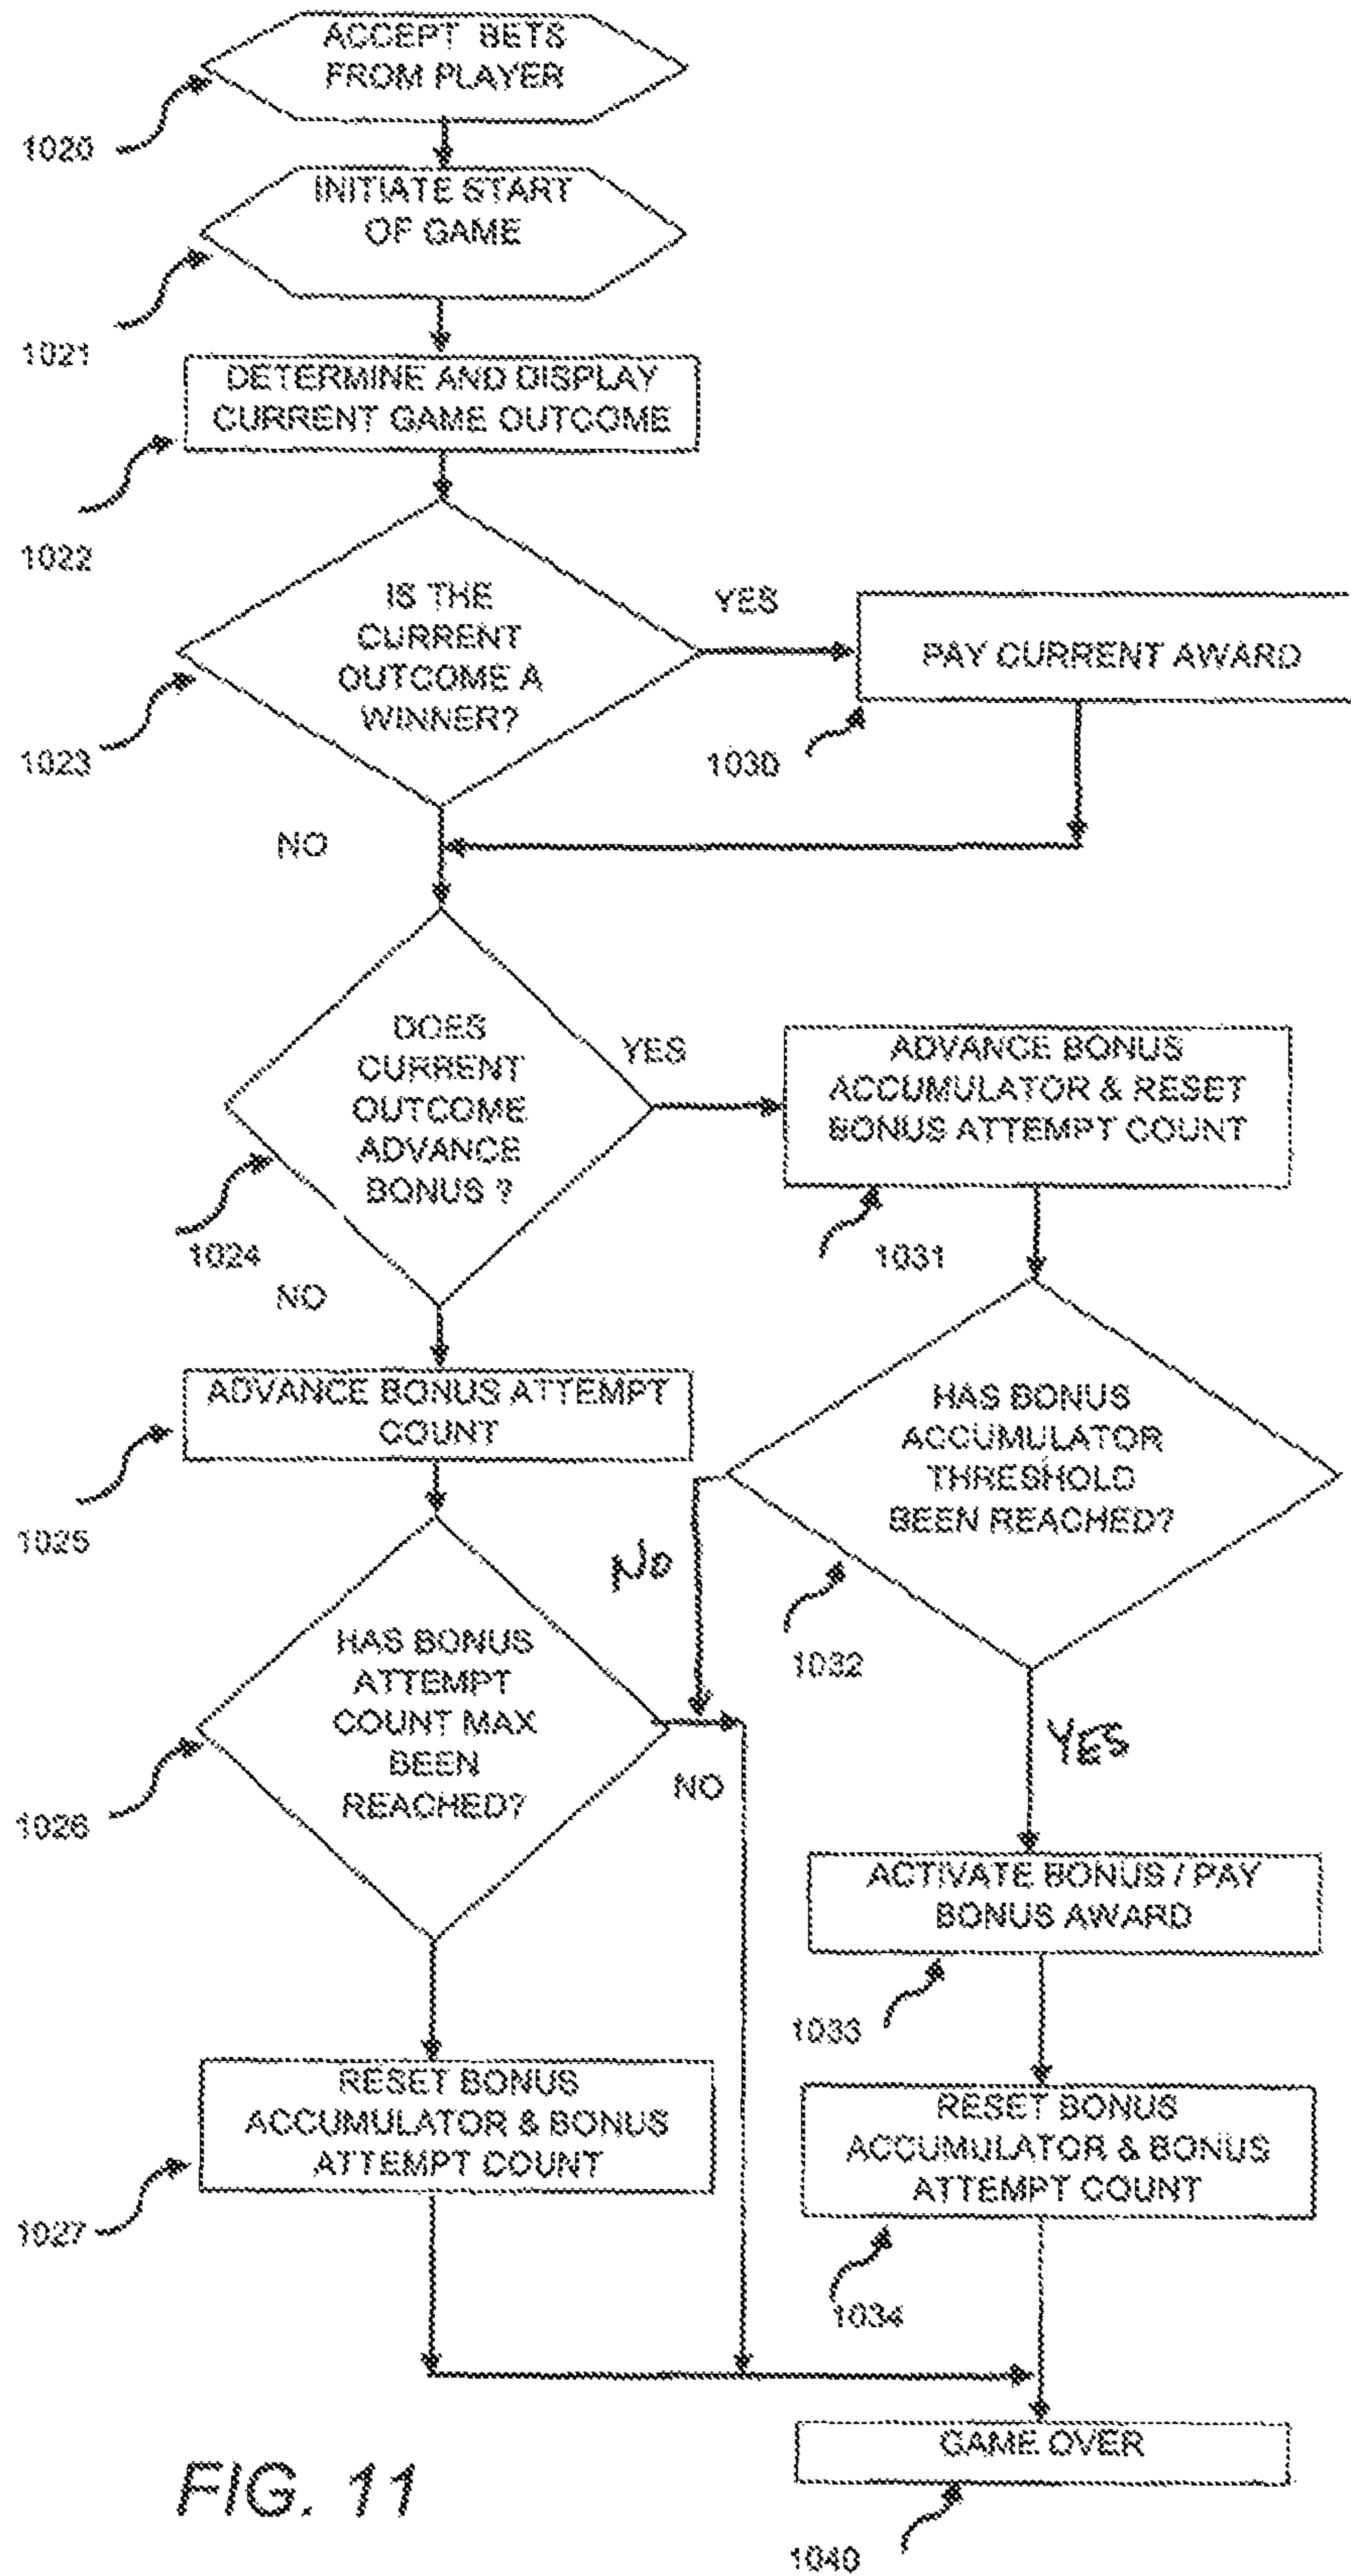 ACCEPT BETS
FROM PLAYER
1020
INITIATE START
OF GAME
1021
DETERMINE AND DISPLAY
CURRENT GAME OUTCOME
1022
IS THE
CURRENT
OUTCOME A
WINNER?
1023
YES
PAY CURRENT AWARD
1030
NO
DOES
CURRENT
OUTCOME
ADVANCE
BONUS ?
1024
YES
ADVANCE BONUS
ACCUMULATOR & RESET
BONUS ATTEMPT COUNT
1031
NO
ADVANCE BONUS ATTEMPT
COUNT
1025
HAS BONUS
ACCUMULATOR
THRESHOLD
BEEN REACHED?
1032
NO
HAS BONUS
ATTEMPT
COUNT MAX
BEEN
REACHED?
1026
NO
YES
ACTIVATE BONUS / PAY
BONUS AWARD
1033
RESET BONUS
ACCUMULATOR & BONUS
ATTEMPT COUNT
1027
RESET BONUS
ACCUMULATOR & BONUS
ATTEMPT COUNT
1034
GAME OVER
1040
FIG. 11